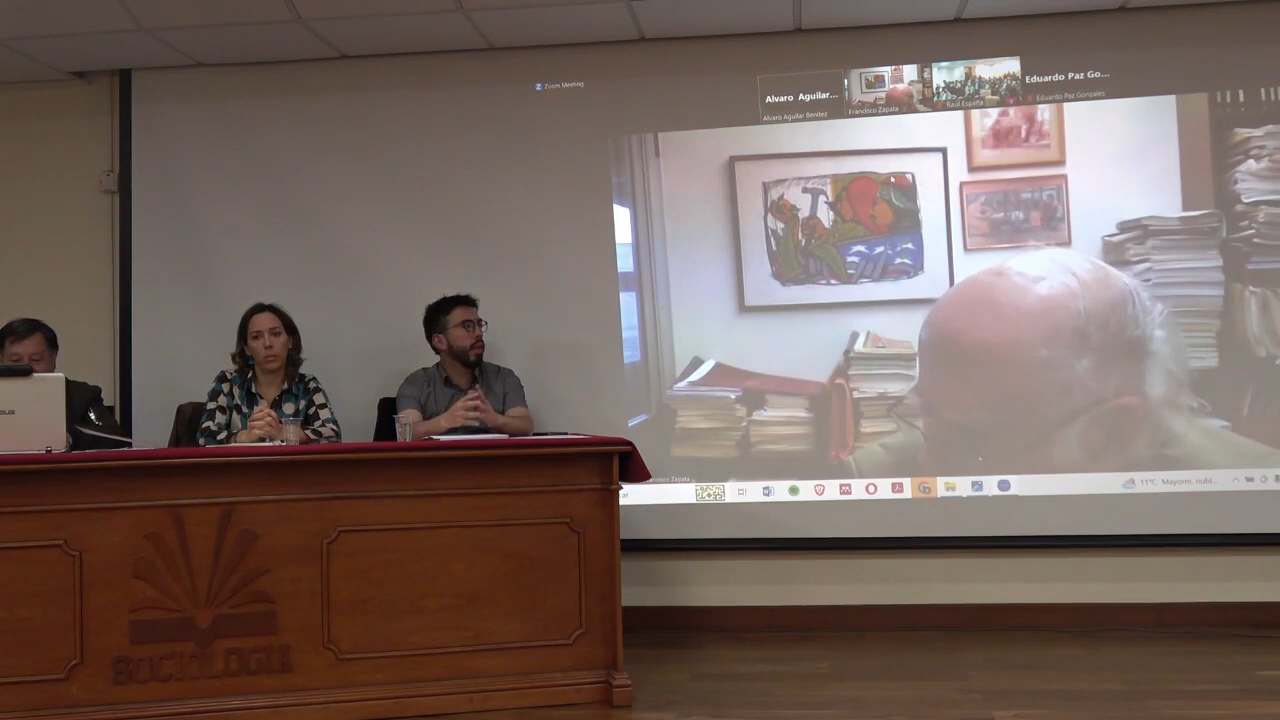 Zoom Meeting
Alvaro Aguilar...
Alvaro Aguilar Benitez
Francisco Zapata
Raúl España
Eduardo Paz Go...
Eduardo Paz Gonzales
Francisco Zapata
11°C Mayorm. nubl...
SOCIOLOGIA